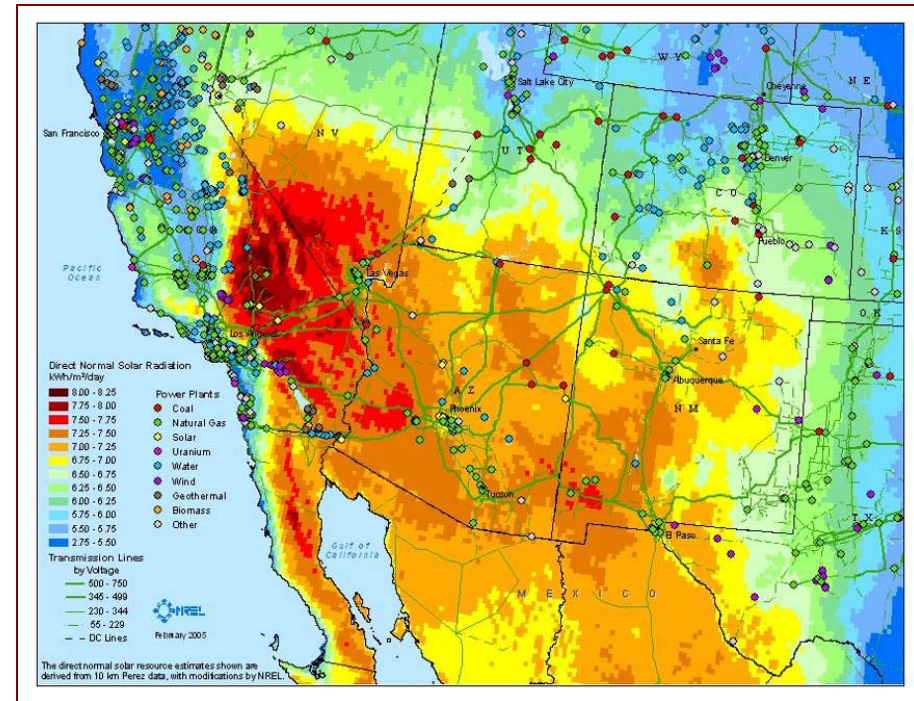 W Y
N E
Salt Lake City
Cheyenne
San Francisco
N V
U T
Denver
C O
Pueblo
K S
Pacific
Ocean
Las Vegas
O K
Los Angeles
Santa Fe
Albuquerque
A Z
Phoenix
N M
Tucson
T X
El Paso
Gulf of
California
M E X I C O
Direct Normal Solar Radiation
kWh/m²/day
8.00 - 8.25
7.75 - 8.00
7.50 - 7.75
7.25 - 7.50
7.00 - 7.25
6.75 - 7.00
6.50 - 6.75
6.25 - 6.50
6.00 - 6.25
5.75 - 6.00
5.50 - 5.75
2.75 - 5.50
Power Plants
Coal
Natural Gas
Solar
Uranium
Water
Wind
Geothermal
Biomass
Other
Transmission Lines
by Voltage
500 - 750
345 - 499
230 - 344
55 - 229
DC Lines
NREL
February 2005
The direct normal solar resource estimates shown are
derived from 10 km Perez data, with modifications by NREL.